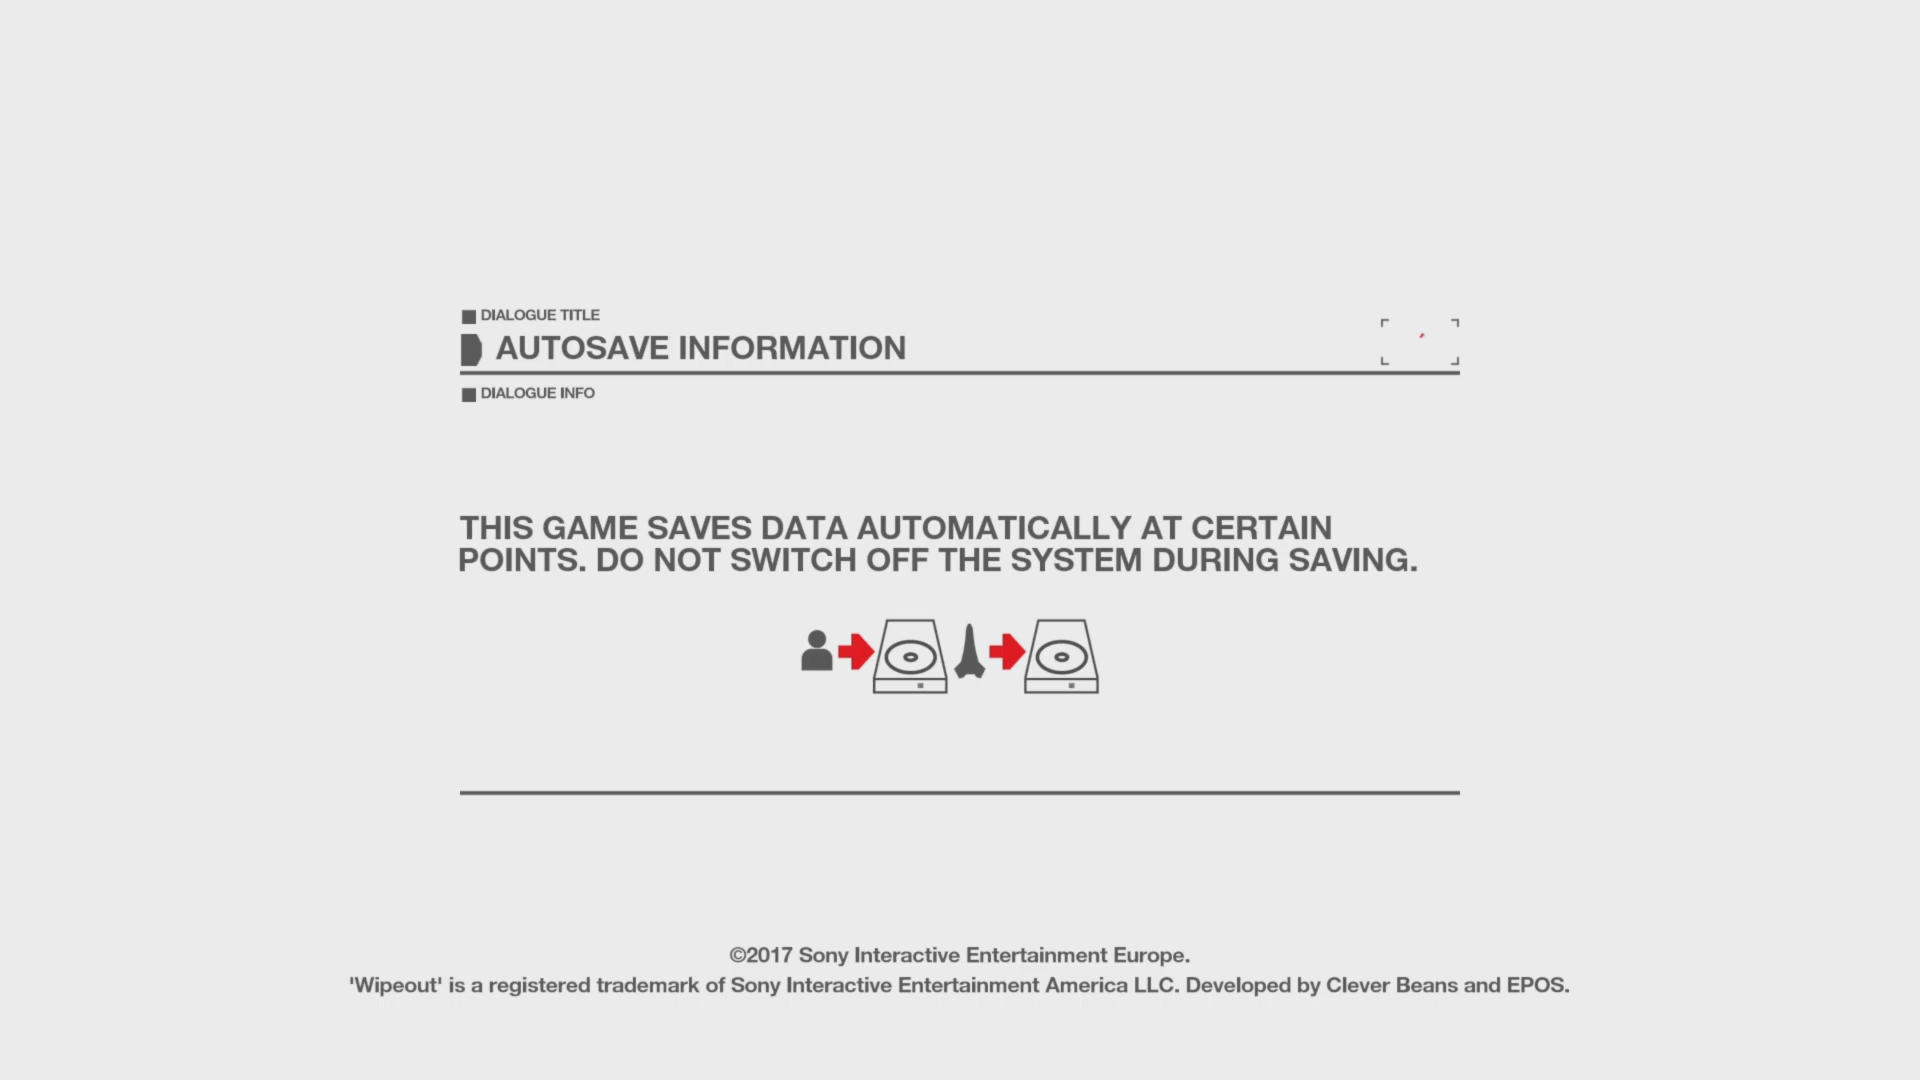 DIALOGUE TITLE
AUTOSAVE INFORMATION
DIALOGUE INFO
THIS GAME SAVES DATA AUTOMATICALLY AT CERTAIN
POINTS. DO NOT SWITCH OFF THE SYSTEM DURING SAVING.
©2017 Sony Interactive Entertainment Europe.
'Wipeout' is a registered trademark of Sony Interactive Entertainment America LLC. Developed by Clever Beans and EPOS.